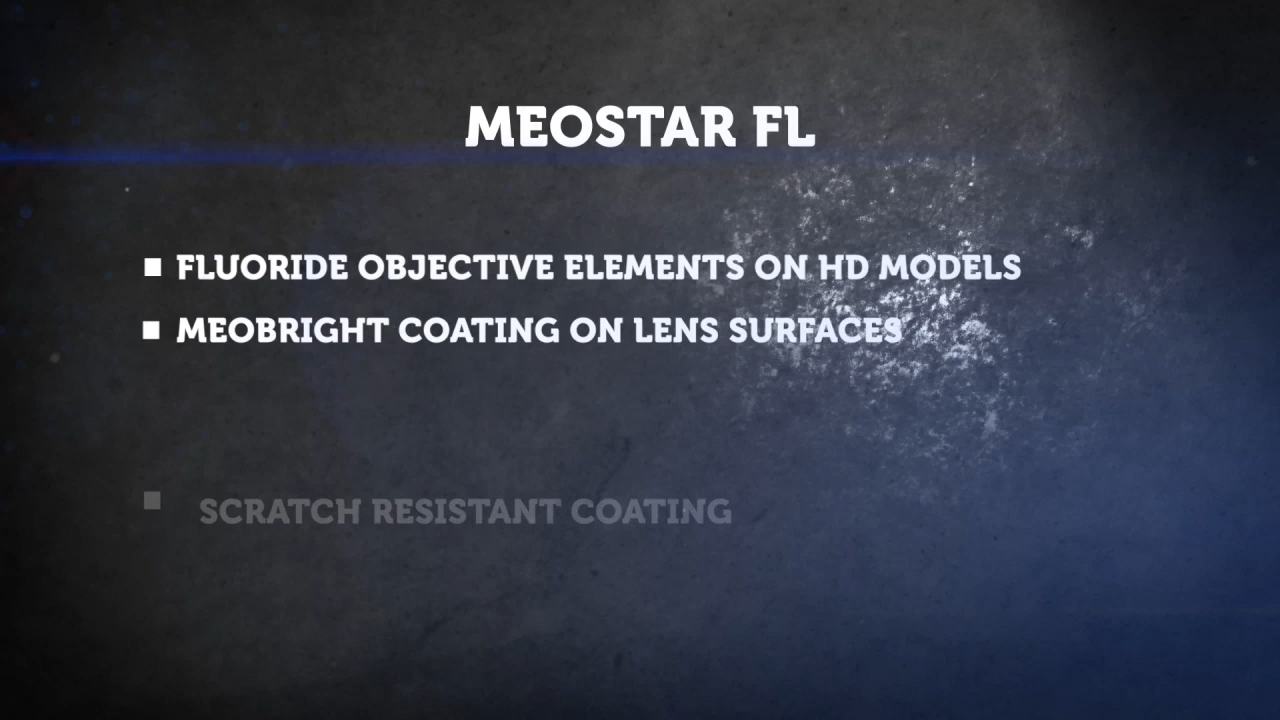 MEOSTAR FL
■ FLUORIDE OBJECTIVE ELEMENTS ON HD MODELS
■ MEOBRIGHT COATING ON LENS SURFACES
■ SCRATCH RESISTANT COATING